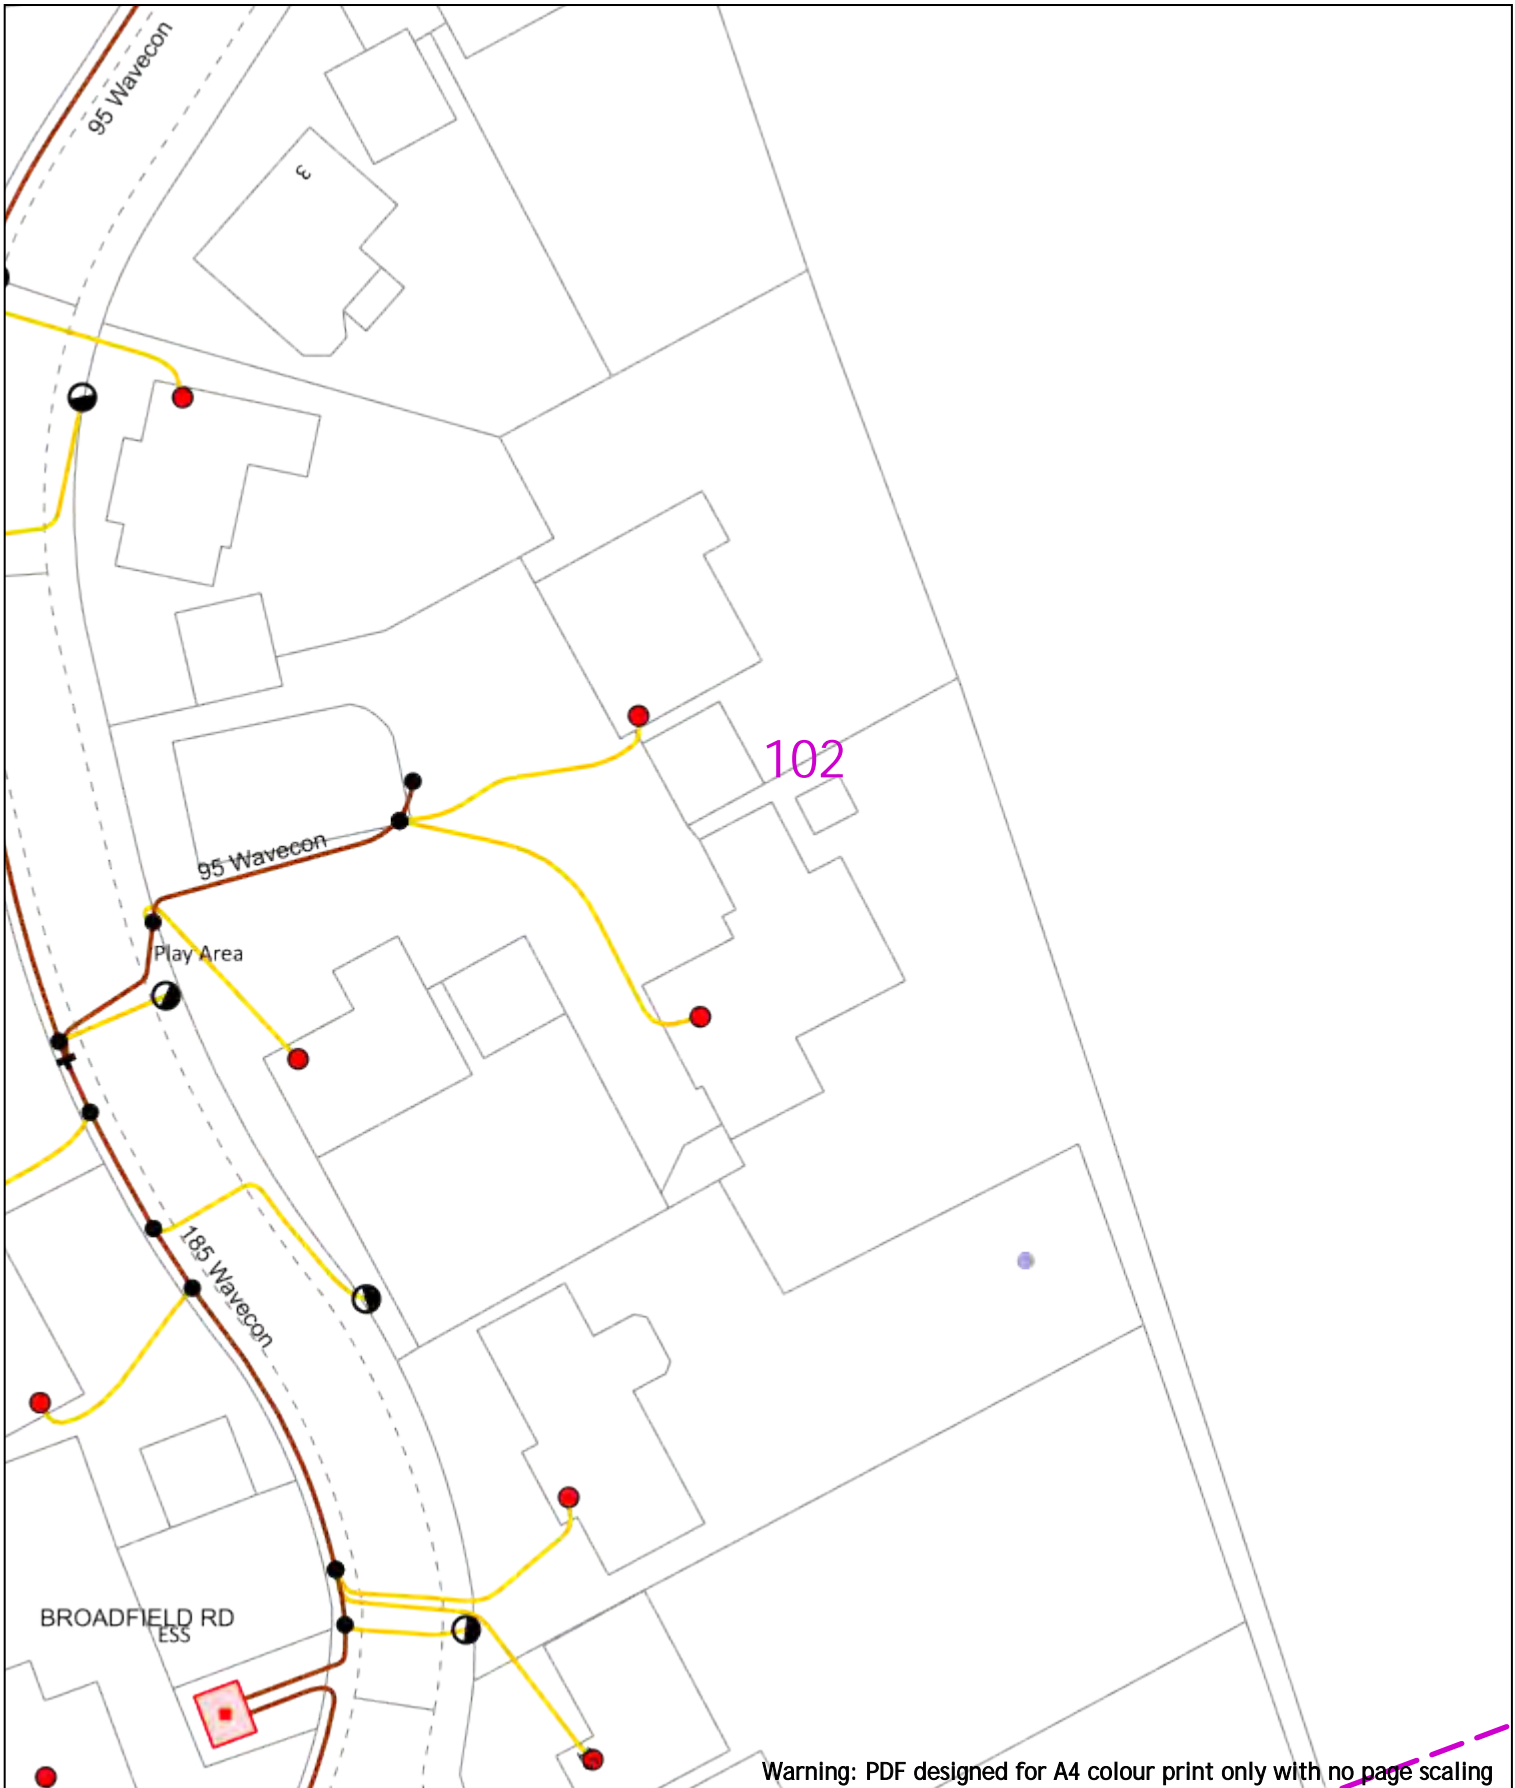 95 Wavecon
3
102
95 Wavecon
Play Area
185 Wavecon
BROADFIELD RD
ESS
Warning: PDF designed for A4 colour print only with no page scaling